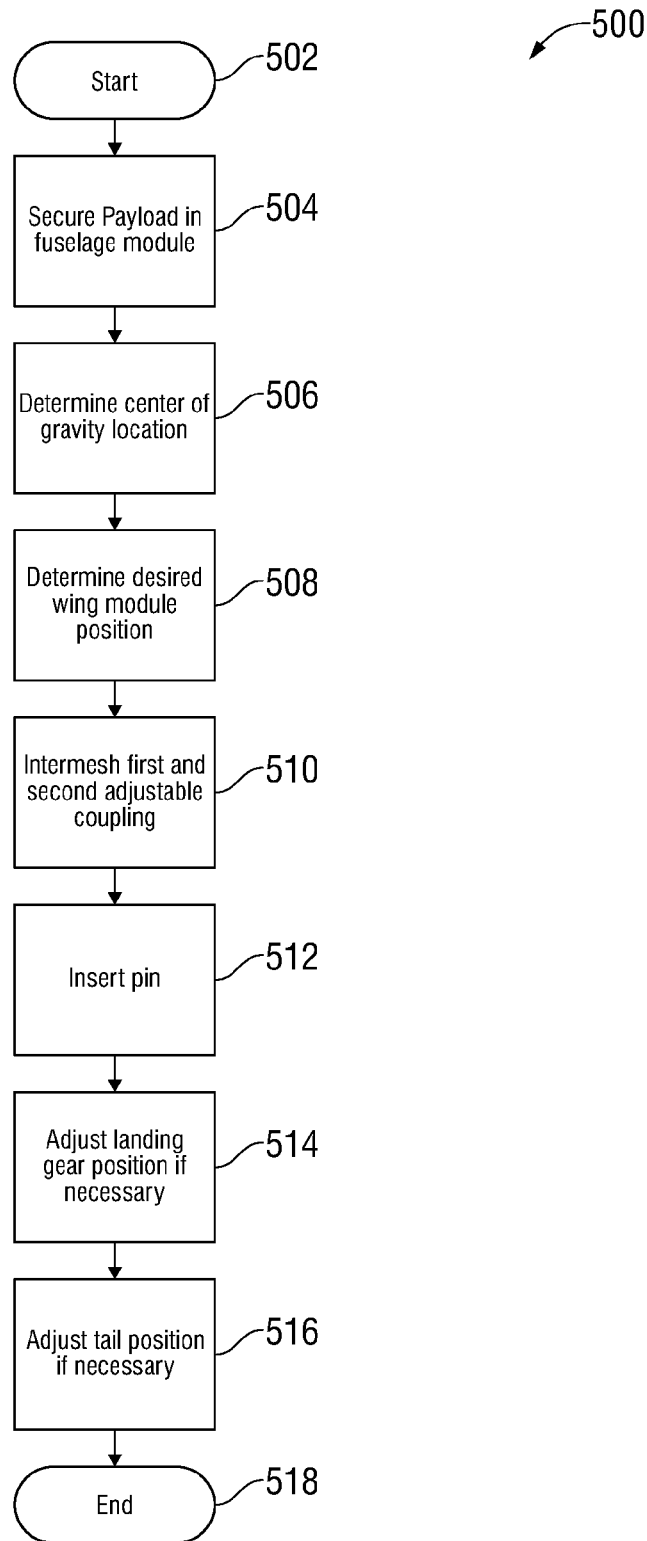 500
Start
502
Secure Payload in
fuselage module
504
Determine center of
gravity location
506
Determine desired
wing module
position
508
Intermesh first and
second adjustable
coupling
510
Insert pin
512
Adjust landing
gear position if
necessary
514
Adjust tail position
if necessary
516
End
518